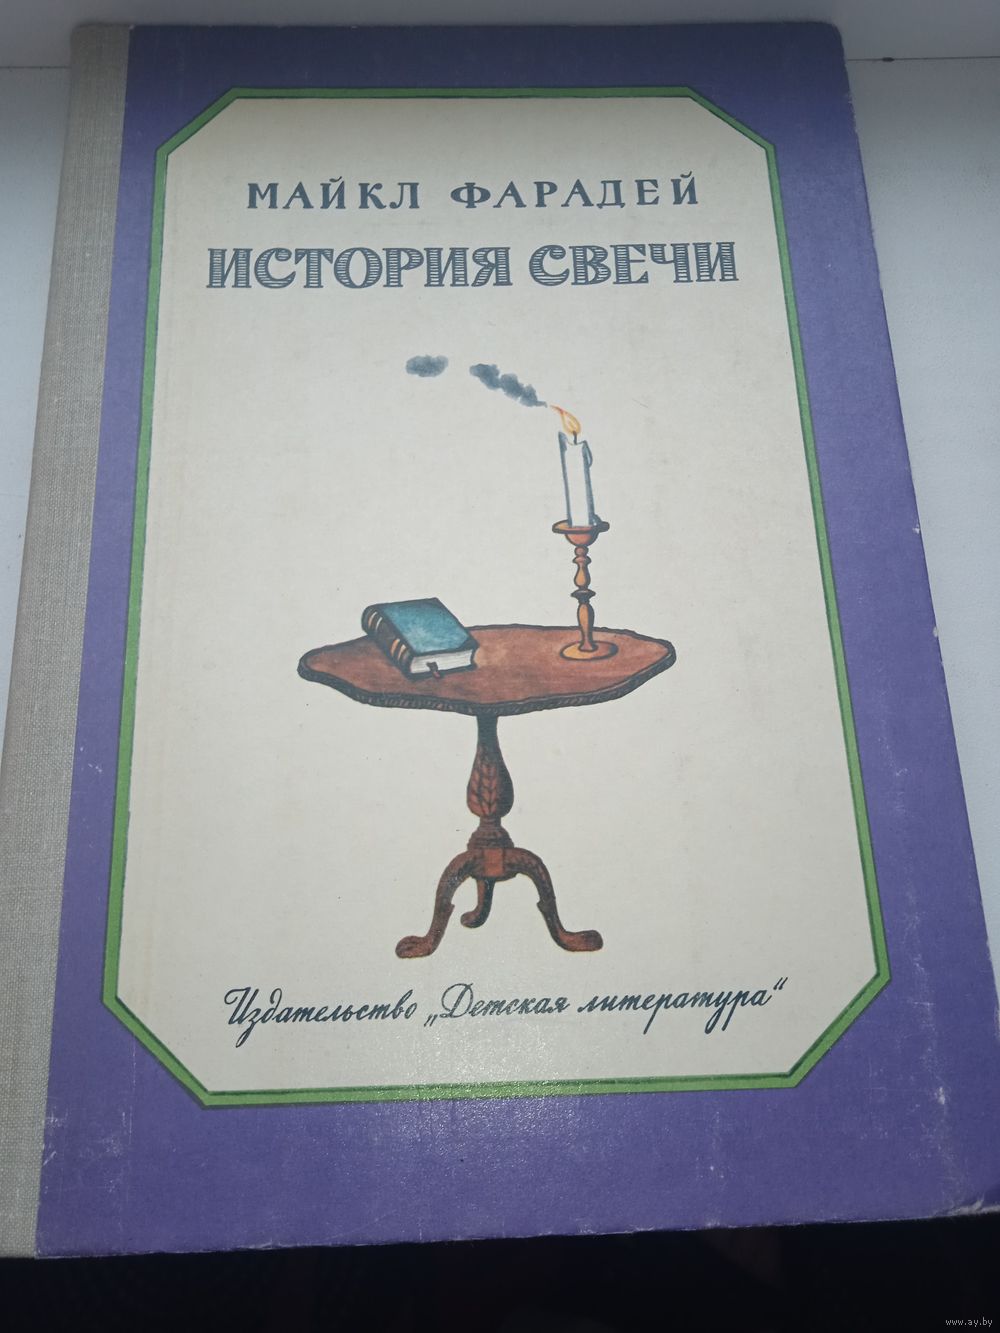 МАЙКЛ ФАРАДЕЙ
ИСТОРИЯ СВЕЧИ
Издательство „Детская литература“
www.ay.by